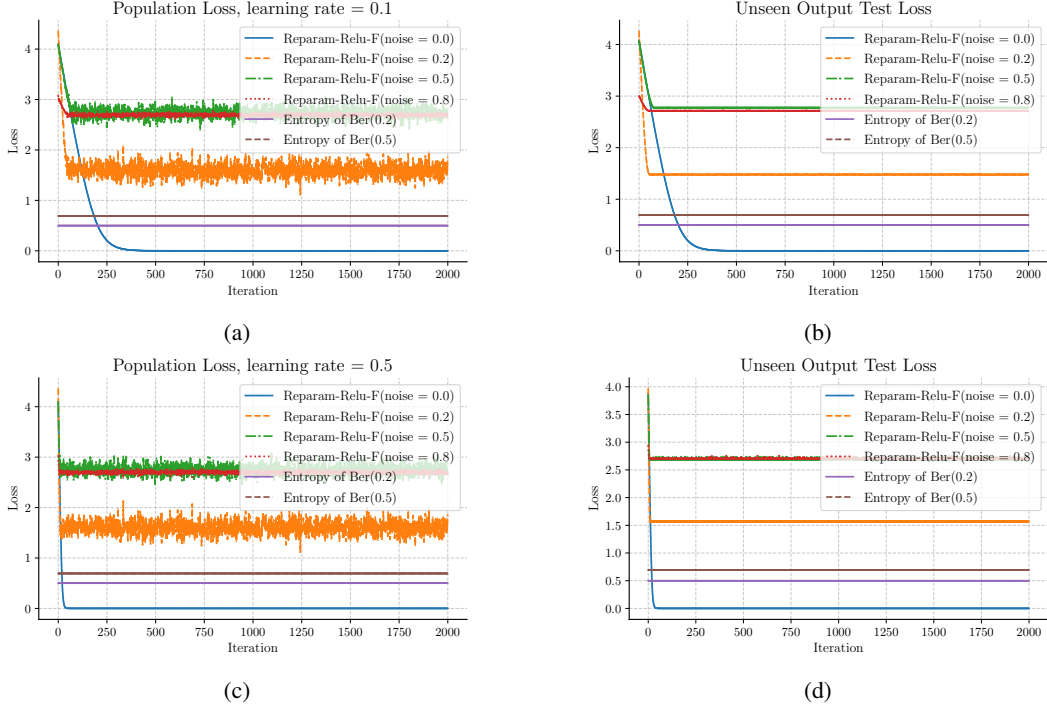 Population Loss, learning rate = 0.1
Loss
4
3
2
1
0
Reparam-Relu-F(noise = 0.0)
Reparam-Relu-F(noise = 0.2)
Reparam-Relu-F(noise = 0.5)
Reparam-Relu-F(noise = 0.8)
Entropy of Ber(0.2)
Entropy of Ber(0.5)
0 250 500 750 1000 1250 1500 1750 2000
Iteration
(a)
Unseen Output Test Loss
Loss
4
3
2
1
0
Reparam-Relu-F(noise = 0.0)
Reparam-Relu-F(noise = 0.2)
Reparam-Relu-F(noise = 0.5)
Reparam-Relu-F(noise = 0.8)
Entropy of Ber(0.2)
Entropy of Ber(0.5)
0 250 500 750 1000 1250 1500 1750 2000
Iteration
(b)
Population Loss, learning rate = 0.5
Loss
4
3
2
1
0
Reparam-Relu-F(noise = 0.0)
Reparam-Relu-F(noise = 0.2)
Reparam-Relu-F(noise = 0.5)
Reparam-Relu-F(noise = 0.8)
Entropy of Ber(0.2)
Entropy of Ber(0.5)
0 250 500 750 1000 1250 1500 1750 2000
Iteration
(c)
Unseen Output Test Loss
Loss
4.0
3.5
3.0
2.5
2.0
1.5
1.0
0.5
0.0
Reparam-Relu-F(noise = 0.0)
Reparam-Relu-F(noise = 0.2)
Reparam-Relu-F(noise = 0.5)
Reparam-Relu-F(noise = 0.8)
Entropy of Ber(0.2)
Entropy of Ber(0.5)
0 250 500 750 1000 1250 1500 1750 2000
Iteration
(d)